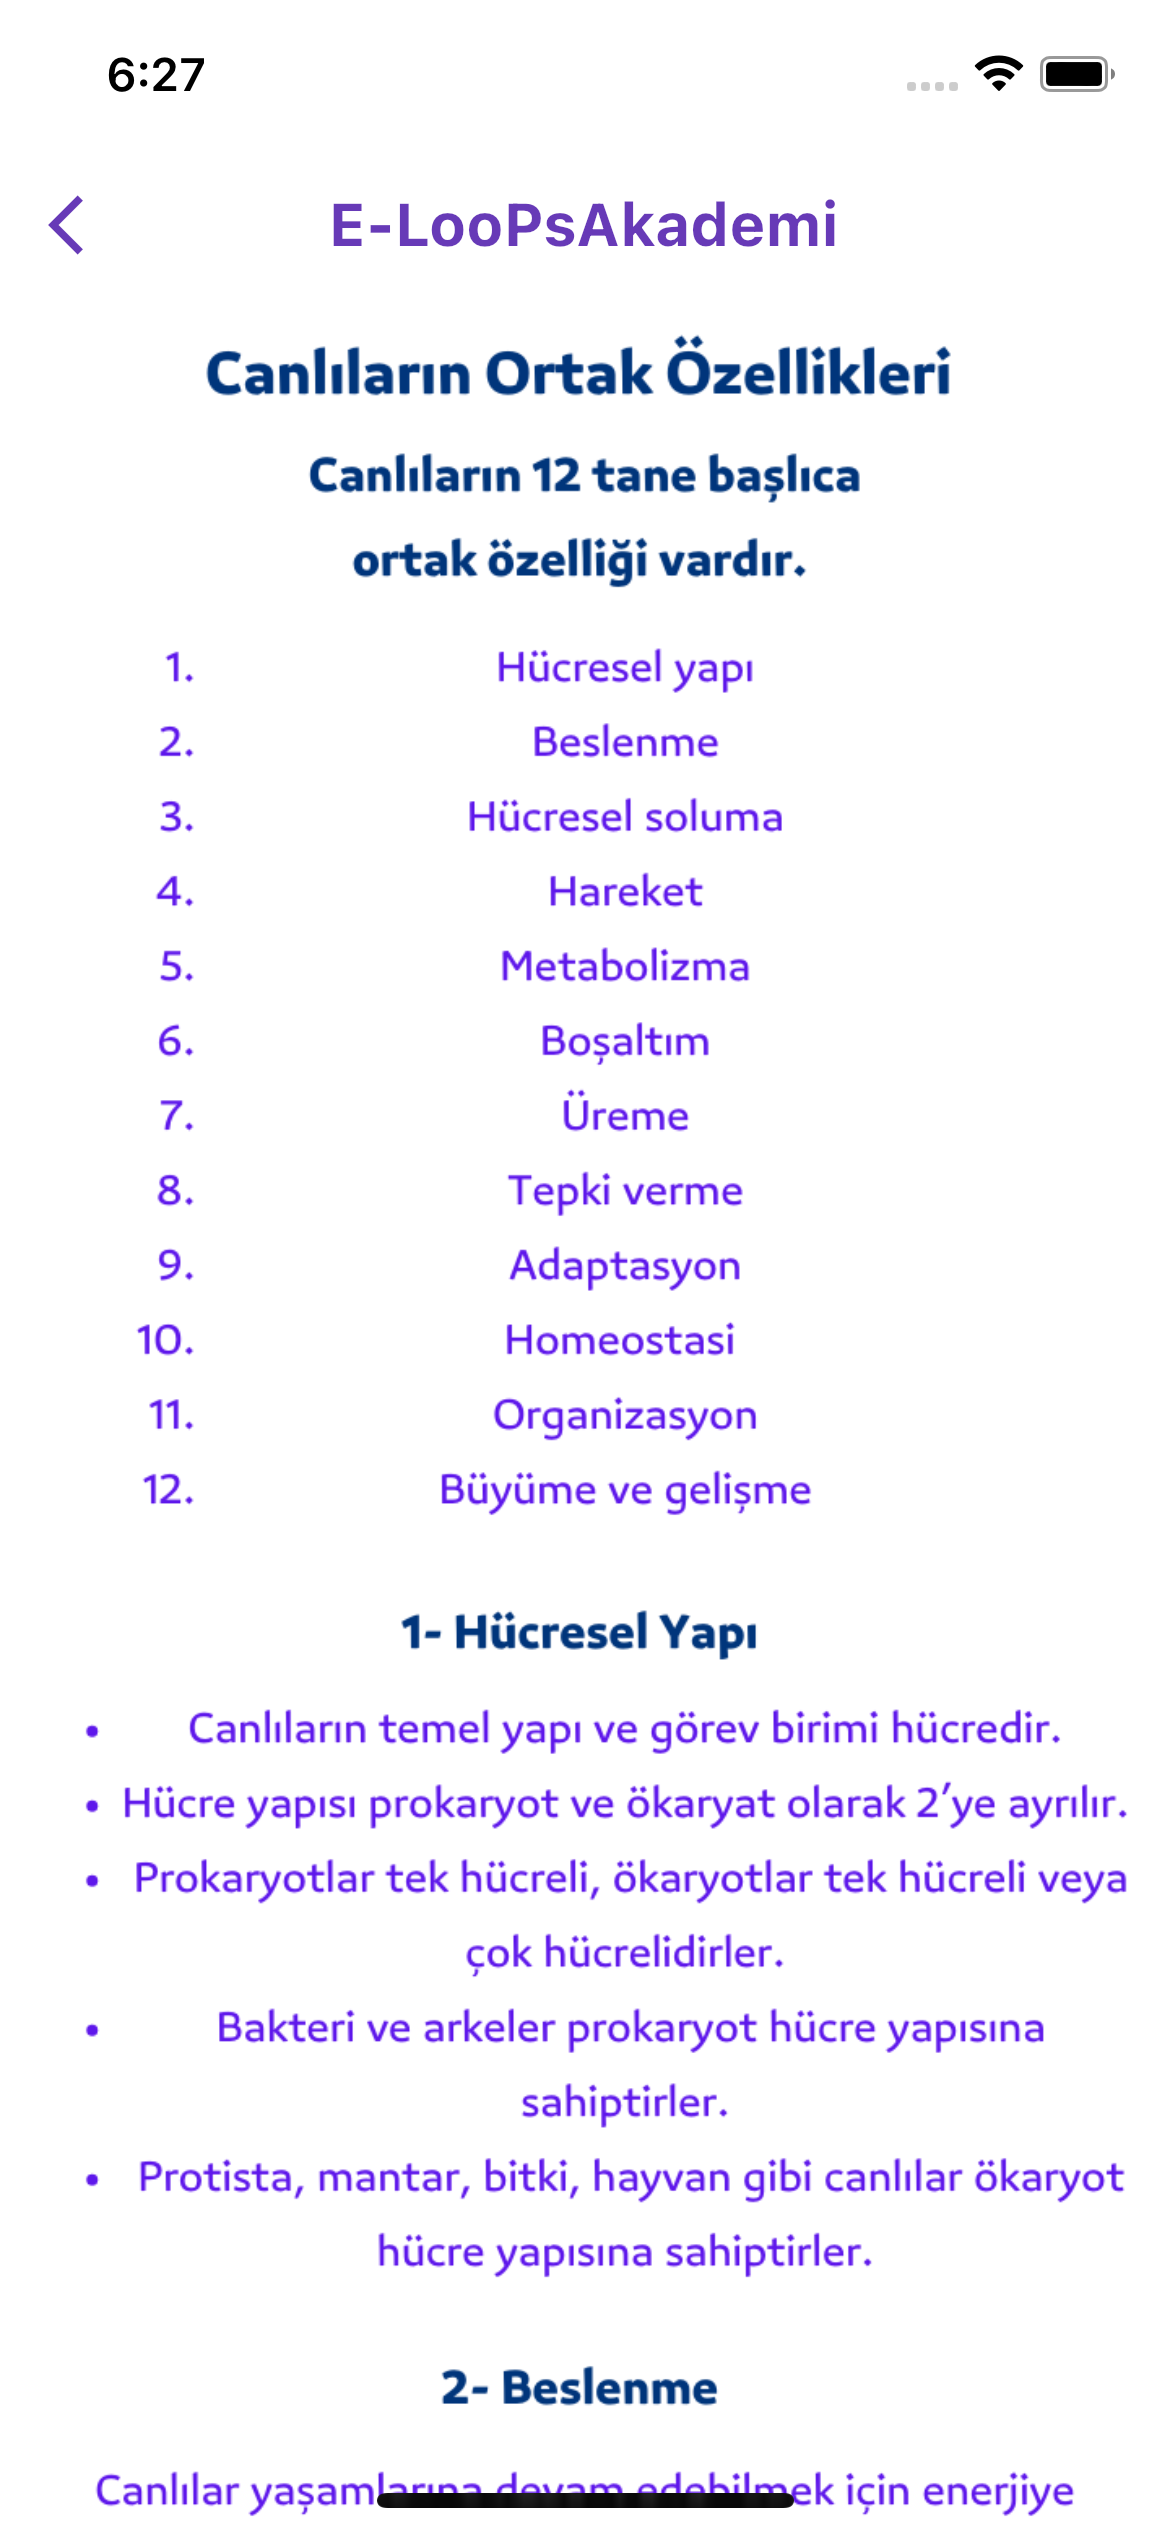 6:27
E-LooPsAkademi
Canlıların Ortak Özellikleri
Canlıların 12 tane başlıca
ortak özelliği vardır.
1. Hücresel yapı
2. Beslenme
3. Hücresel soluma
4. Hareket
5. Metabolizma
6. Boşaltım
7. Üreme
8. Tepki verme
9. Adaptasyon
10. Homeostasi
11. Organizasyon
12. Büyüme ve gelişme
1- Hücresel Yapı
• Canlıların temel yapı ve görev birimi hücredir.
• Hücre yapısı prokaryot ve ökaryat olarak 2’ye ayrılır.
• Prokaryotlar tek hücreli, ökaryotlar tek hücreli veya
çok hücrelidirler.
• Bakteri ve arkeler prokaryot hücre yapısına
sahiptirler.
• Protista, mantar, bitki, hayvan gibi canlılar ökaryot
hücre yapısına sahiptirler.
2- Beslenme
Canlılar yaşamlarına devam edebilmek için enerjiye